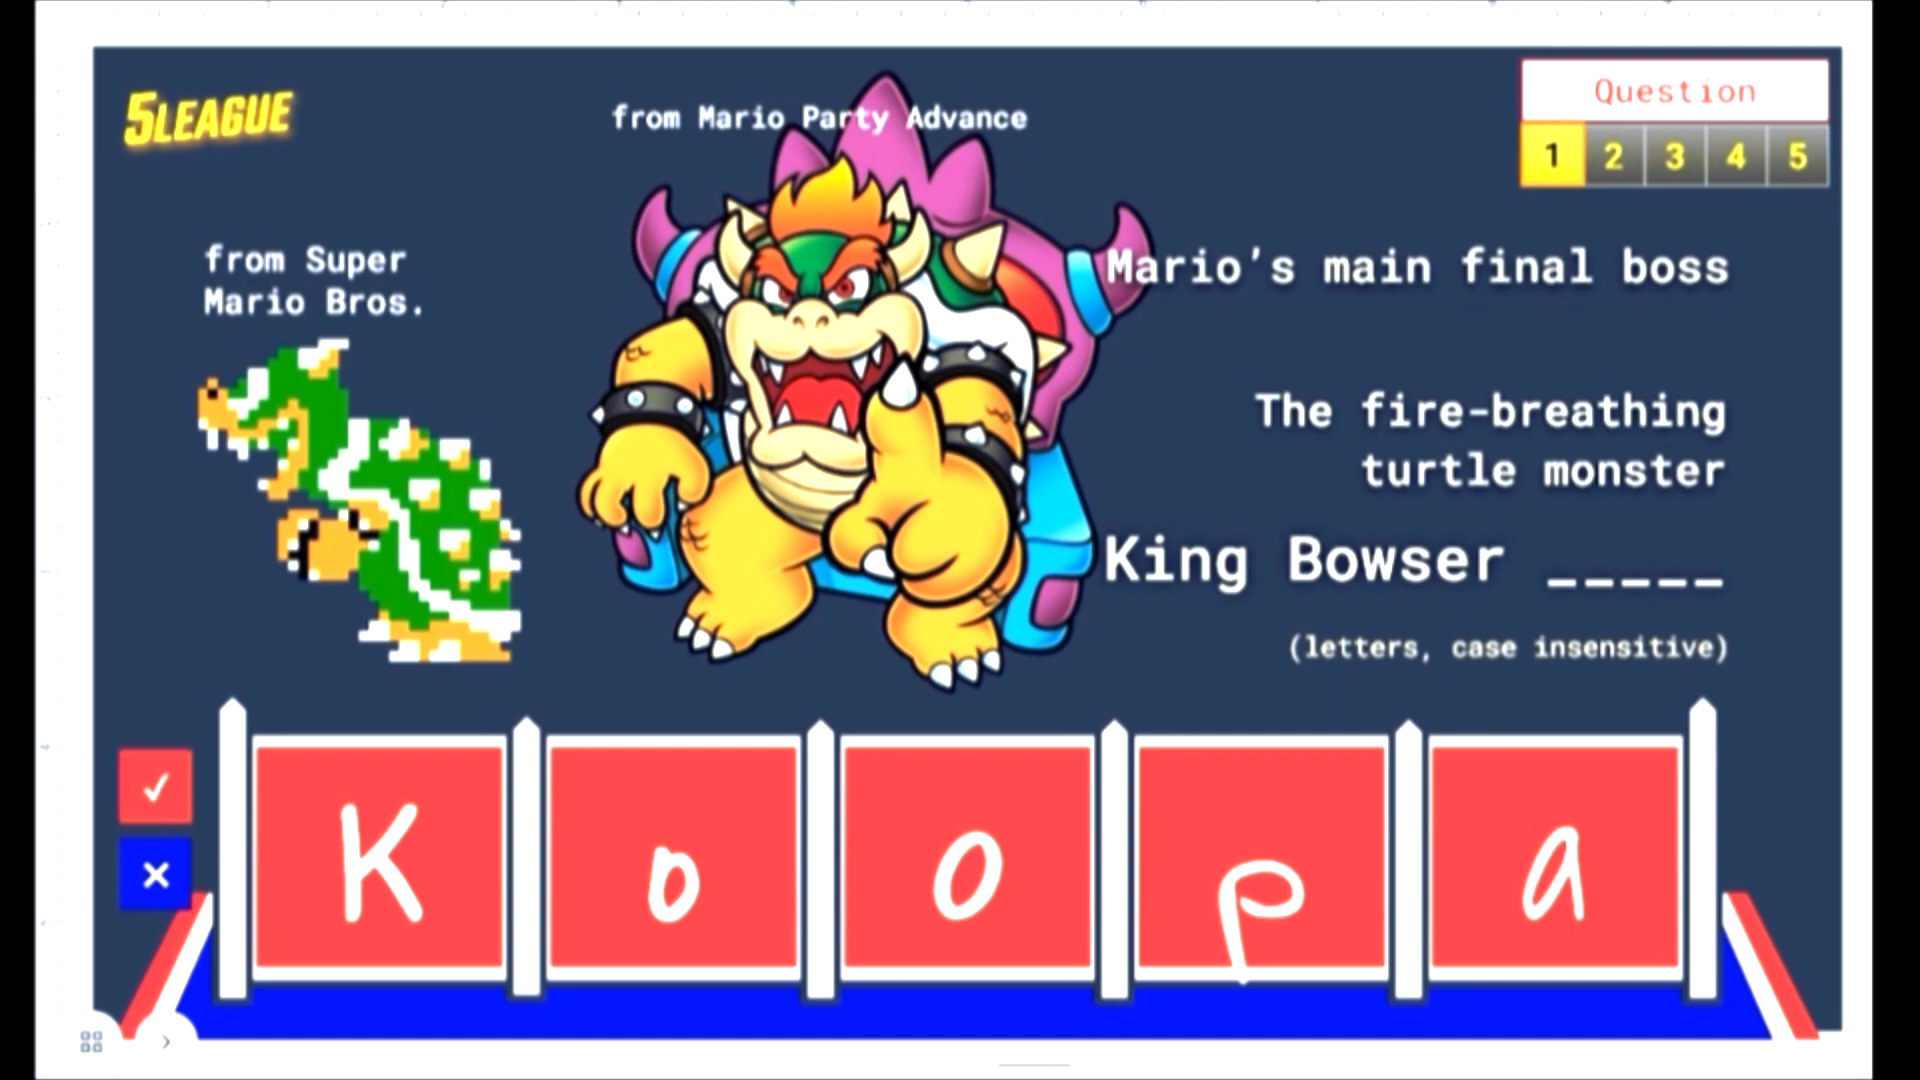 5LEAGUE
from Mario Party Advance
Question
1 2 3 4 5
from Super
Mario Bros.
Mario's main final boss
The fire-breathing
turtle monster
King Bowser _____
(letters, case insensitive)
✓
×
K o o p a